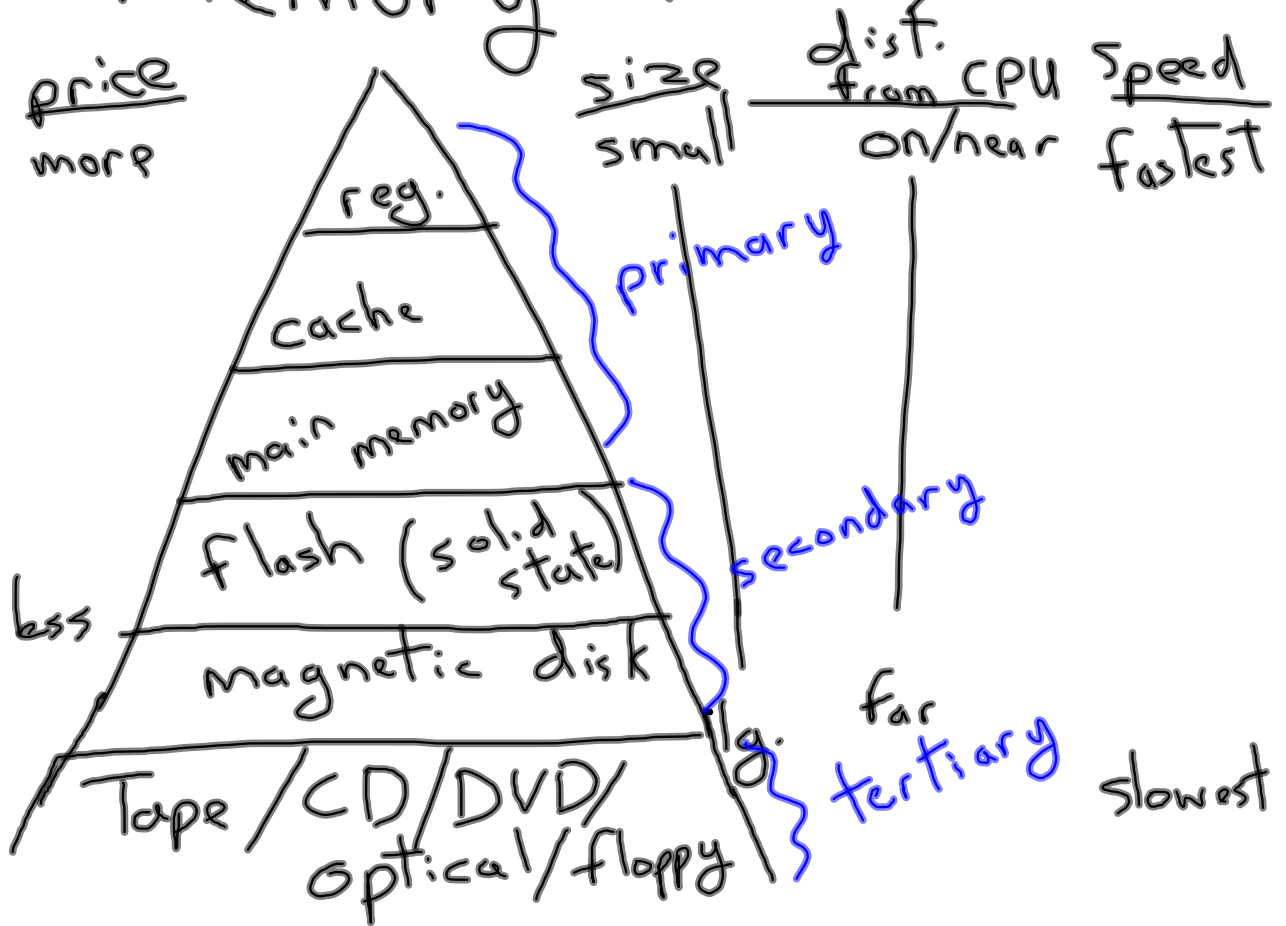 price
size
dist.
from CPU
speed
more
small
on/near
fastest
reg.
primary
cache
main memory
secondary
flash (solid
state)
less
magnetic disk
far
lg.
tertiary
slowest
Tape/CD/DVD/
optical/floppy